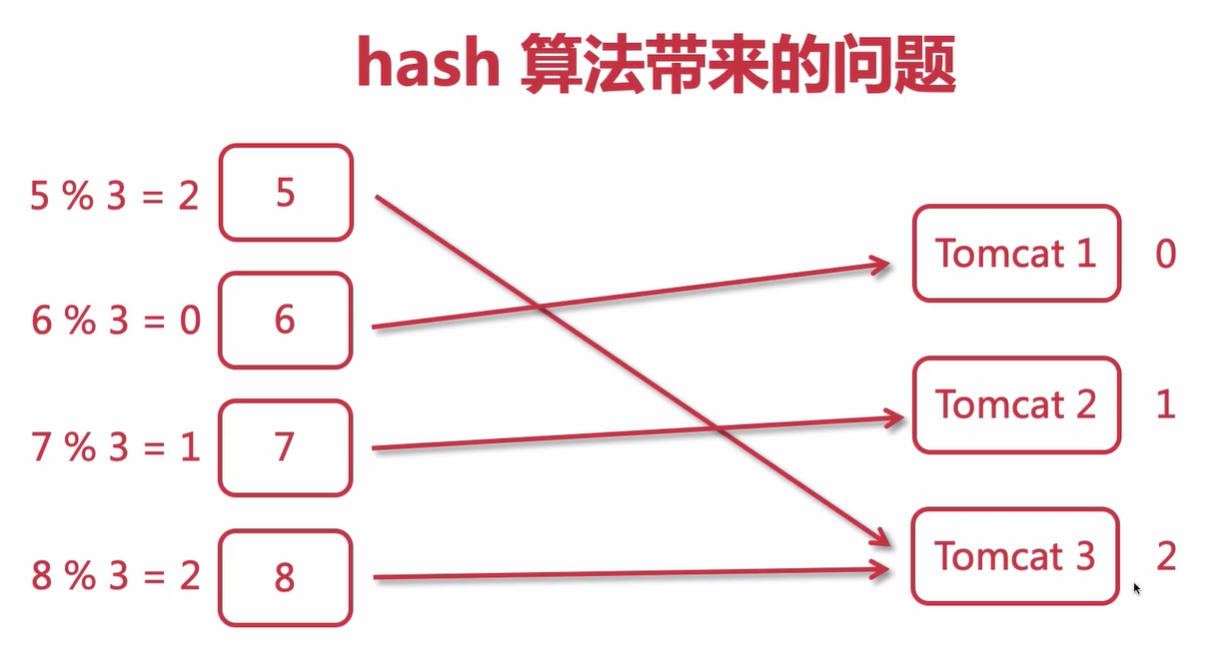 hash 算法带来的问题
5 % 3 = 2
5
6 % 3 = 0
6
7 % 3 = 1
7
8 % 3 = 2
8
Tomcat 1
0
Tomcat 2
1
Tomcat 3
2